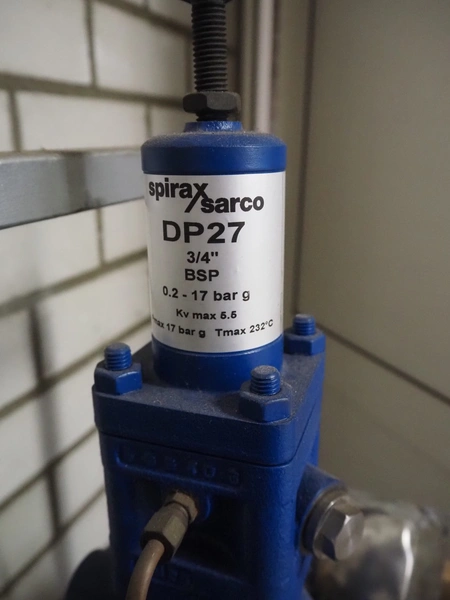 spirax
sarco
DP27
3/4"
BSP
0.2 - 17 bar g
Kv max 5.5
max 17 bar g Tmax 232°C